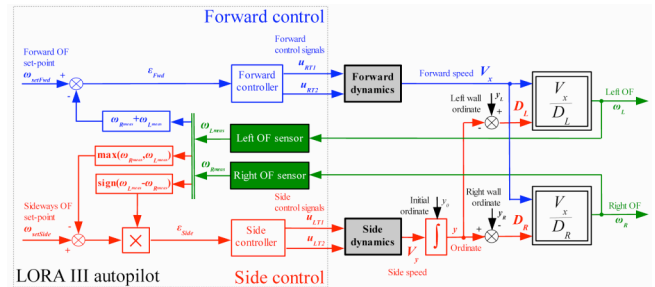 Forward control
Forward OF
set-point
ω_setFwd
+
-
ε_Fwd
Forward
control signals
u_RT1
u_RT2
Forward
controller
Forward
dynamics
Forward speed
V_x
ω_Rmeas+ω_Lmeas
max(ω_Rmeas,ω_Lmeas)
sign(ω_Lmeas-ω_Rmeas)
ω_Lmeas
ω_Rmeas
Left OF sensor
Right OF sensor
Left wall
ordinate
y_L
+
-
D_L
V_x
D_L
Left OF
ω_L
Sideways OF
set-point
ω_setSide
+
-
×
ε_Side
Side
control signals
u_LT1
u_LT2
Side
controller
Side
dynamics
V_y
Side speed
Initial
ordinate
y_o
∫
y
Ordinate
Right wall
ordinate
y_R
+
-
D_R
V_x
D_R
Right OF
ω_R
LORA III autopilot
Side control